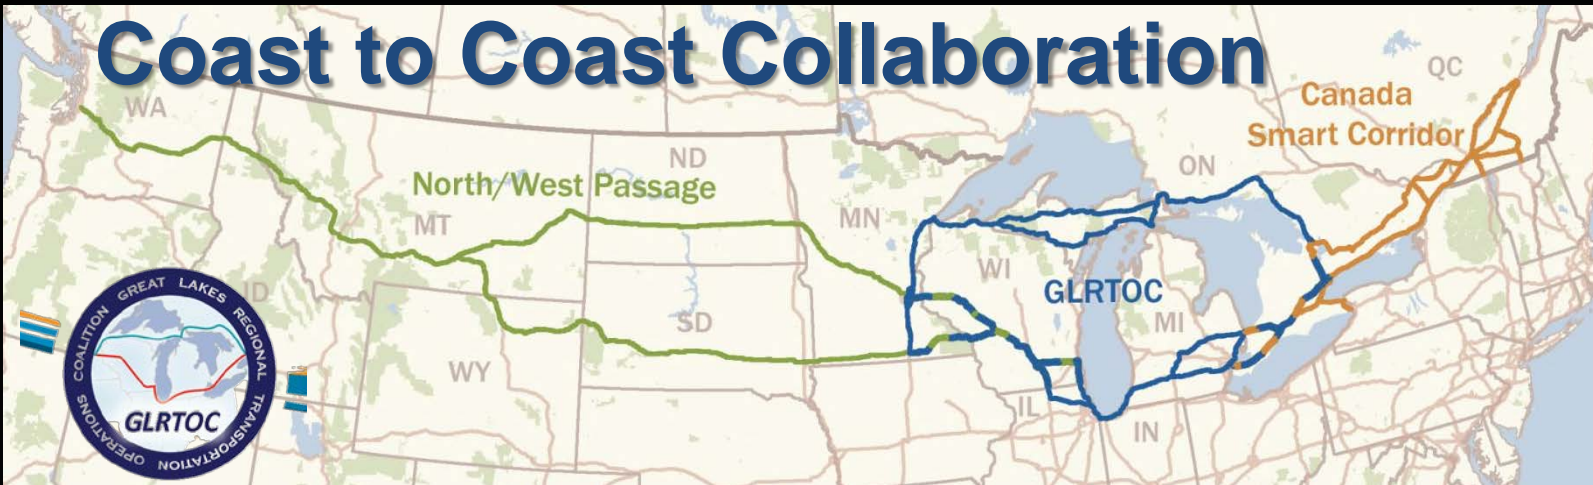 Coast to Coast Collaboration
QC
WA
Canada
Smart Corridor
ND
ON
North/West Passage
MT
MN
WI
GLRTOC
ID
SD
MI
WY
IL
IN
GREAT LAKES REGIONAL TRANSPORTATION OPERATIONS COALITION
GLRTOC